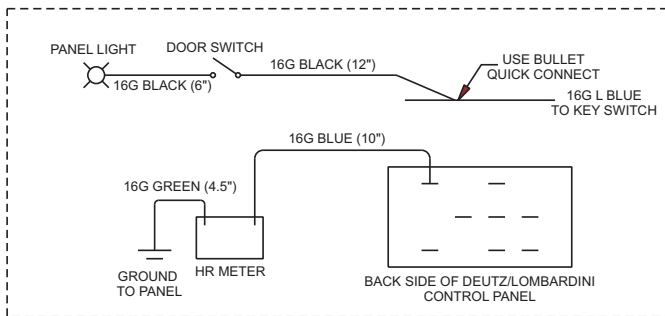 PANEL LIGHT
DOOR SWITCH
16G BLACK (6")
16G BLACK (12")
USE BULLET
QUICK CONNECT
16G L BLUE
TO KEY SWITCH
16G BLUE (10")
16G GREEN (4.5")
GROUND
TO PANEL
HR METER
BACK SIDE OF DEUTZ/LOMBARDINI
CONTROL PANEL